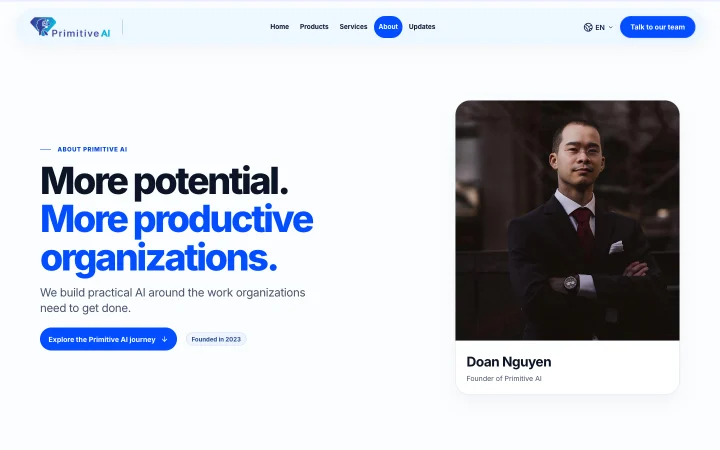 Primitive AI
Home Products Services About Updates
EN
Talk to our team
ABOUT PRIMITIVE AI
More potential.
More productive
organizations.
We build practical AI around the work organizations
need to get done.
Explore the Primitive AI journey ↓
Founded in 2023
Doan Nguyen
Founder of Primitive AI